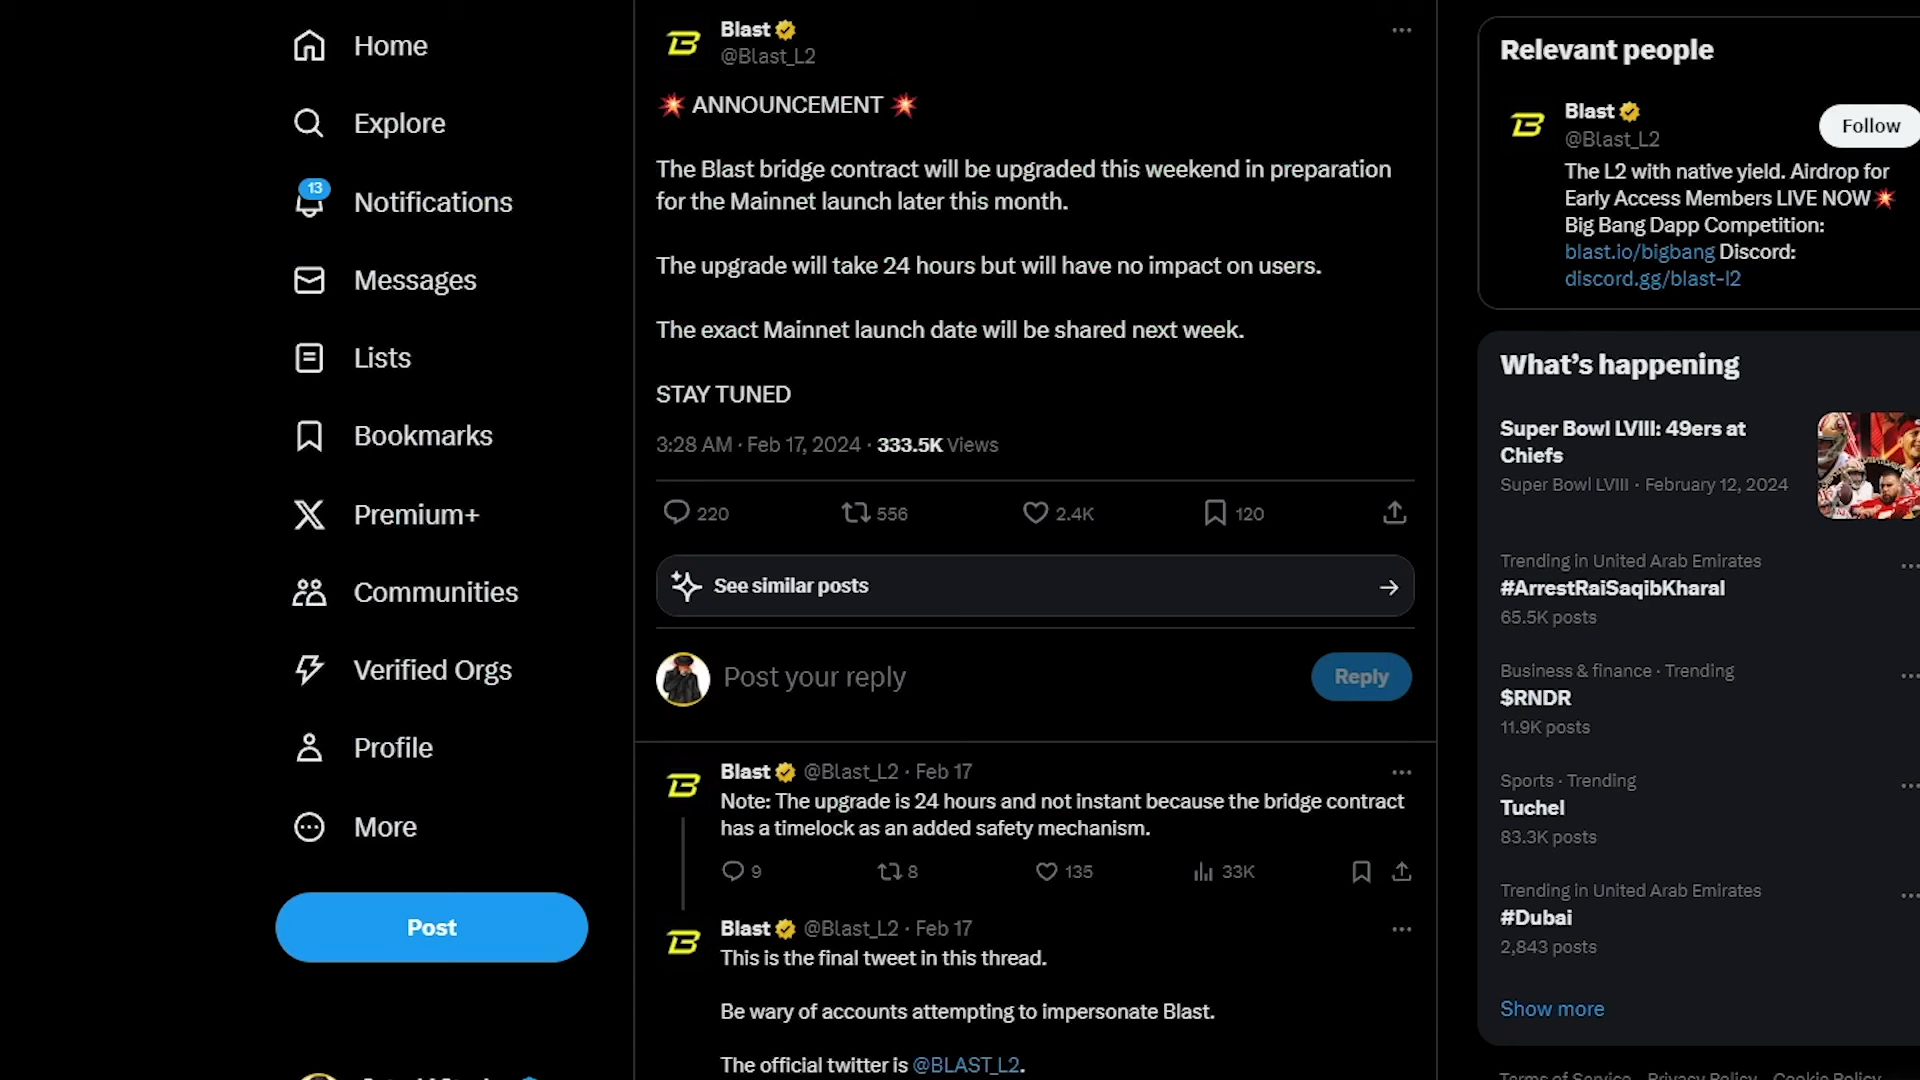 Home
Explore
13
Notifications
Messages
Lists
Bookmarks
Premium+
Communities
Verified Orgs
Profile
More
Post
Blast
@Blast_L2
💥 ANNOUNCEMENT 💥
The Blast bridge contract will be upgraded this weekend in preparation
for the Mainnet launch later this month.
The upgrade will take 24 hours but will have no impact on users.
The exact Mainnet launch date will be shared next week.
STAY TUNED
3:28 AM · Feb 17, 2024 · 333.5K Views
220 556 2.4K 120
See similar posts
Post your reply
Reply
Blast @Blast_L2 · Feb 17
Note: The upgrade is 24 hours and not instant because the bridge contract
has a timelock as an added safety mechanism.
9 8 135 33K
Blast @Blast_L2 · Feb 17
This is the final tweet in this thread.
Be wary of accounts attempting to impersonate Blast.
The official twitter is @BLAST_L2.
Relevant people
Blast
@Blast_L2
Follow
The L2 with native yield. Airdrop for
Early Access Members LIVE NOW💥
Big Bang Dapp Competition:
blast.io/bigbang Discord:
discord.gg/blast-l2
What’s happening
Super Bowl LVIII: 49ers at
Chiefs
Super Bowl LVIII · February 12, 2024
Trending in United Arab Emirates
#ArrestRaiSaqibKharal
65.5K posts
Business & finance · Trending
$RNDR
11.9K posts
Sports · Trending
Tuchel
83.3K posts
Trending in United Arab Emirates
#Dubai
2,843 posts
Show more
Terms of Service Privacy Policy Cookie Policy